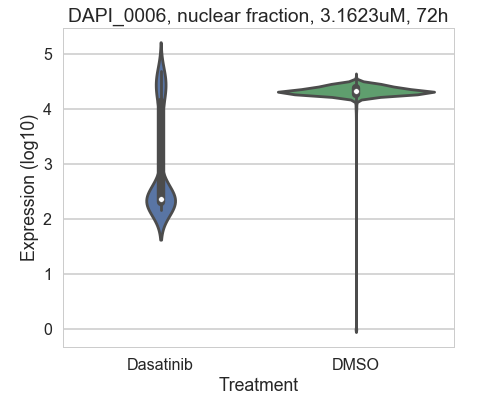 DAPI_0006, nuclear fraction, 3.1623uM, 72h
Expression (log10)
5
4
3
2
1
0
Dasatinib
DMSO
Treatment